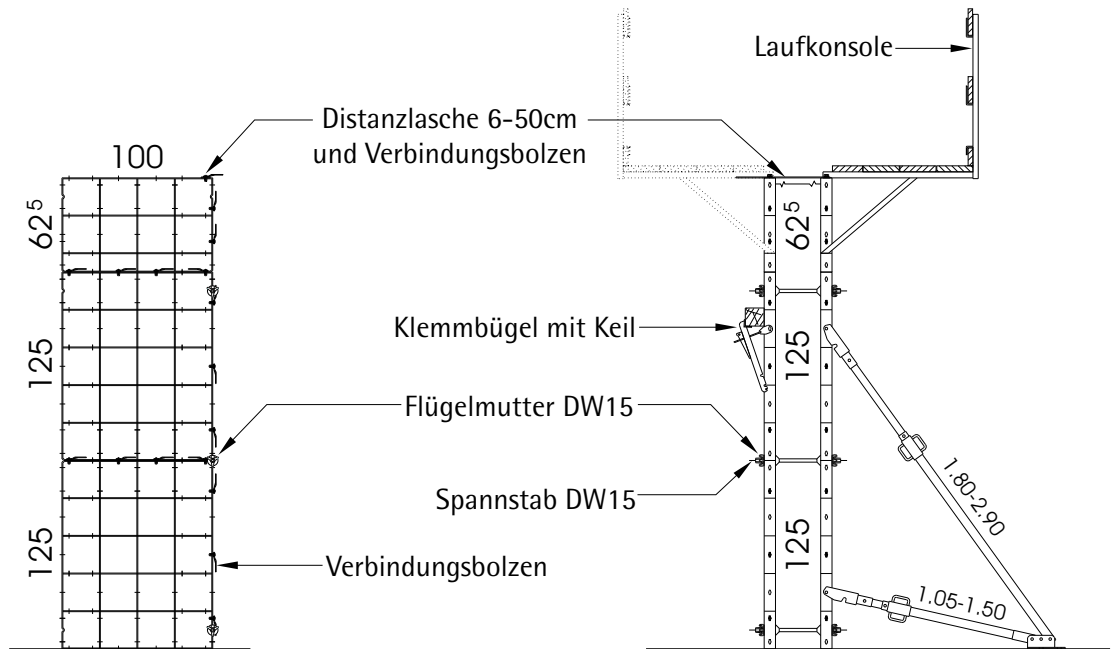 Laufkonsole
Distanzlasche 6-50cm
und Verbindungsbolzen
100
62⁵
62⁵
Klemmbügel mit Keil
125
125
Flügelmutter DW15
Spannstab DW15
1.80-2.90
125
125
Verbindungsbolzen
1.05-1.50